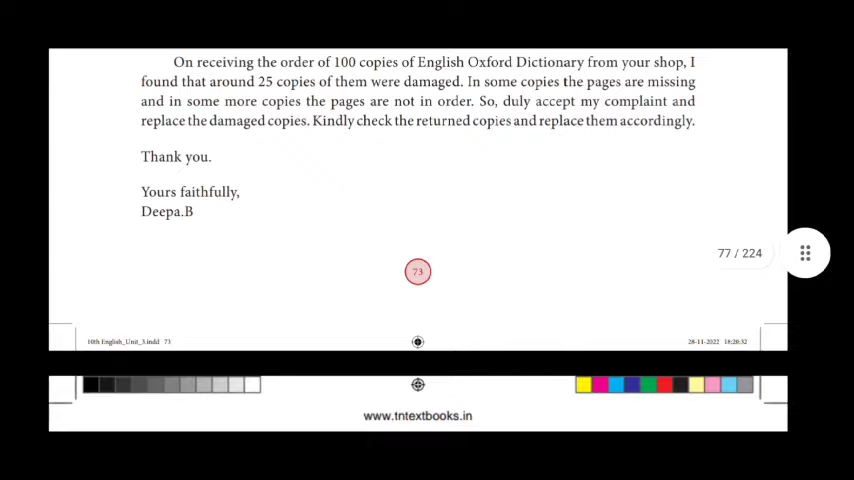 On receiving the order of 100 copies of English Oxford Dictionary from your shop, I
found that around 25 copies of them were damaged. In some copies the pages are missing
and in some more copies the pages are not in order. So, duly accept my complaint and
replace the damaged copies. Kindly check the returned copies and replace them accordingly.
Thank you.
Yours faithfully,
Deepa.B
77 / 224
73
10th English_Unit_3.indd 73
28-11-2022 18:20:32
www.tntextbooks.in